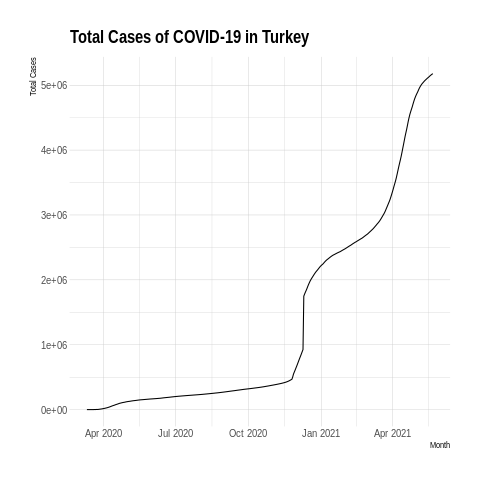 Total Cases of COVID-19 in Turkey
Total Cases
5e+06
4e+06
3e+06
2e+06
1e+06
0e+00
Apr 2020 Jul 2020 Oct 2020 Jan 2021 Apr 2021
Month